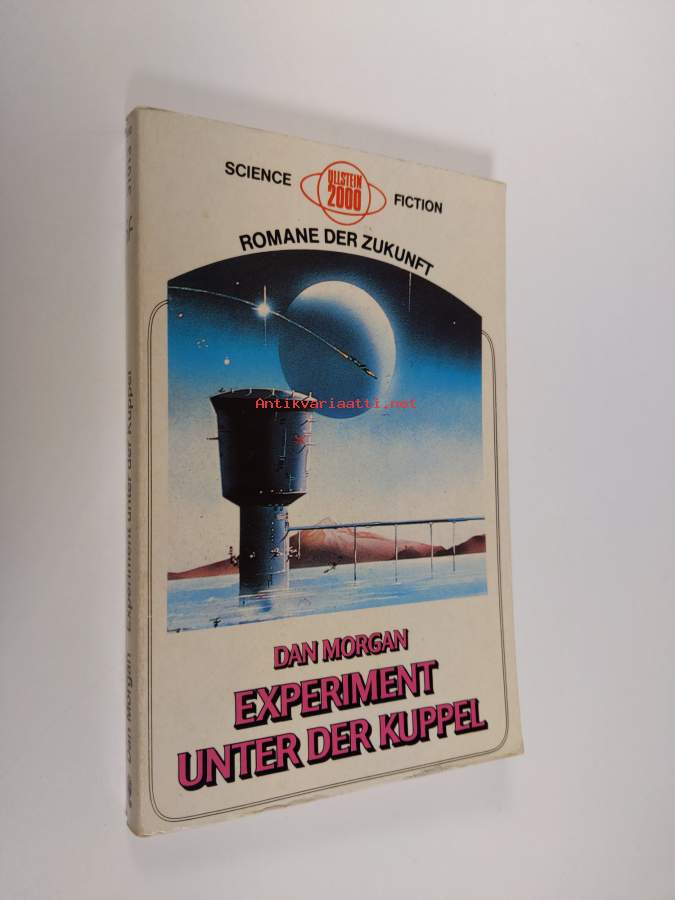 SCIENCE
ULLSTEIN
2000
FICTION
ROMANE DER ZUKUNFT
Antikvariaatti.net
DAN MORGAN
EXPERIMENT
UNTER DER KUPPEL
Dan Morgan Experiment unter der Kuppel